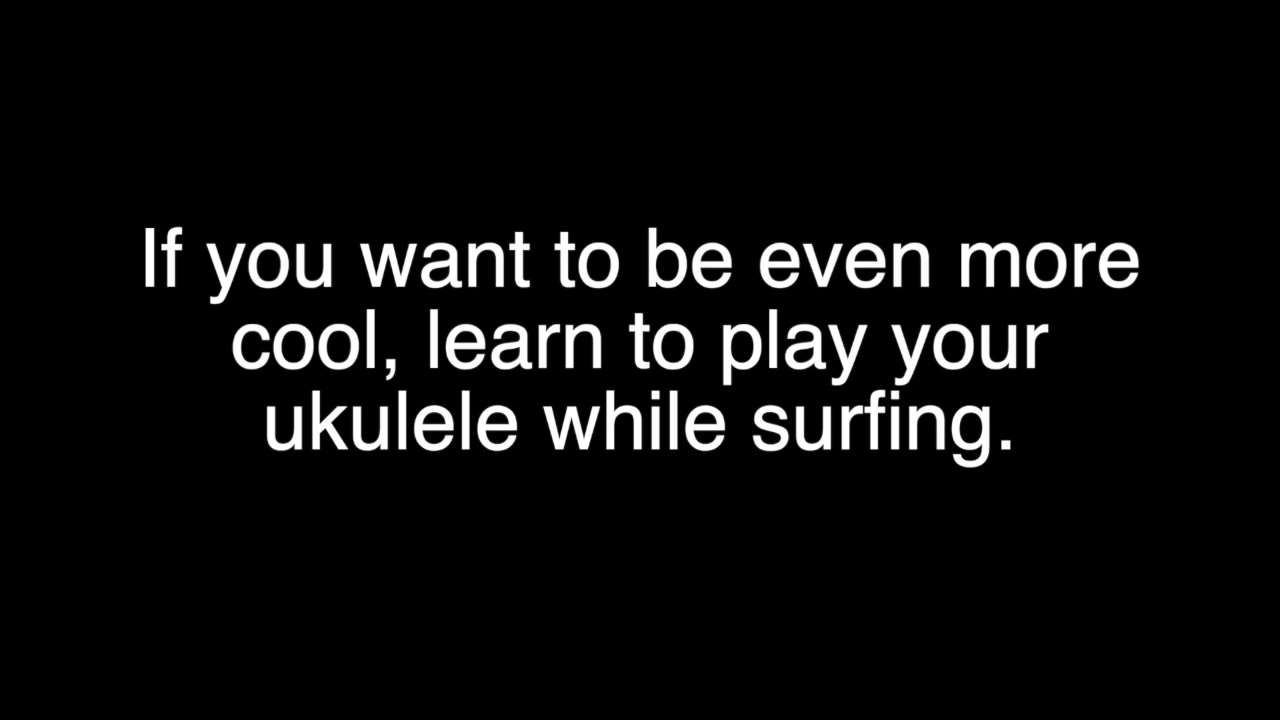 If you want to be even more
cool, learn to play your
ukulele while surfing.